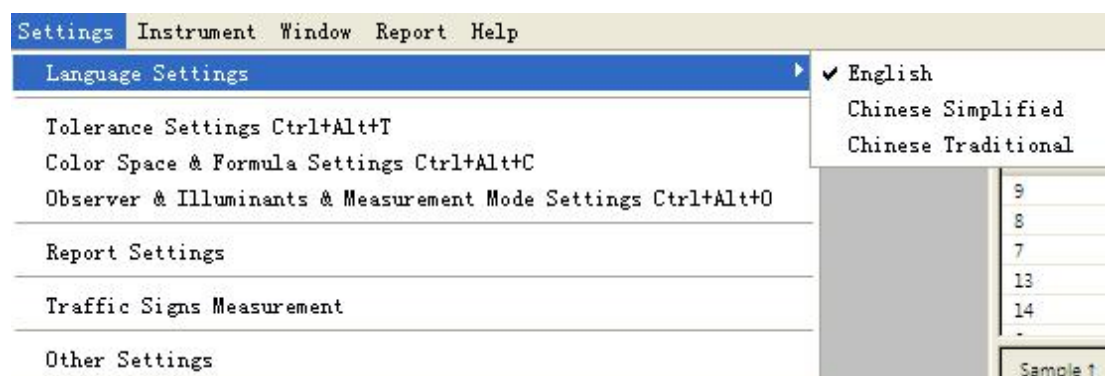 Settings Instrument Window Report Help
Language Settings
English
Chinese Simplified
Chinese Traditional
Tolerance Settings Ctrl+Alt+T
Color Space & Formula Settings Ctrl+Alt+C
Observer & Illuminants & Measurement Mode Settings Ctrl+Alt+O
Report Settings
Traffic Signs Measurement
Other Settings
9
8
7
13
14
Sample ↑